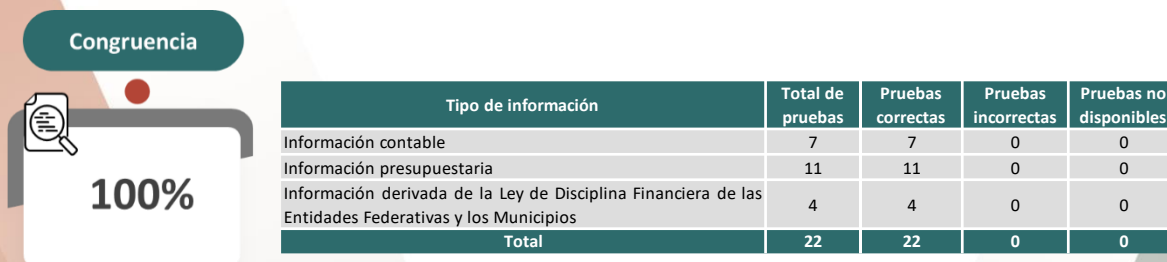 Congruencia
100%
Tipo de información Total de pruebas Pruebas correctas Pruebas incorrectas Pruebas no disponibles
Información contable 7 7 0 0
Información presupuestaria 11 11 0 0
Información derivada de la Ley de Disciplina Financiera de las
Entidades Federativas y los Municipios 4 4 0 0
Total 22 22 0 0